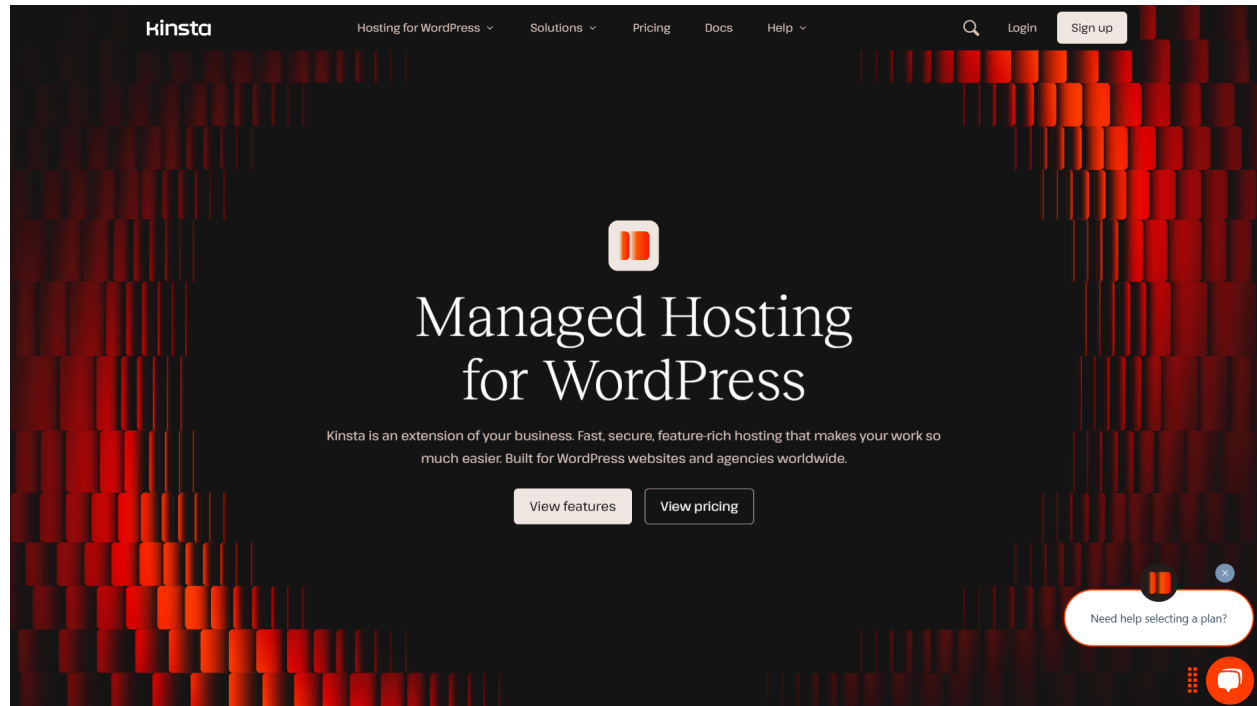 Kinsta
Hosting for WordPress
Solutions
Pricing
Docs
Help
Login
Sign up
Managed Hosting
for WordPress
Kinsta is an extension of your business. Fast, secure, feature-rich hosting that makes your work so
much easier. Built for WordPress websites and agencies worldwide.
View features
View pricing
Need help selecting a plan?